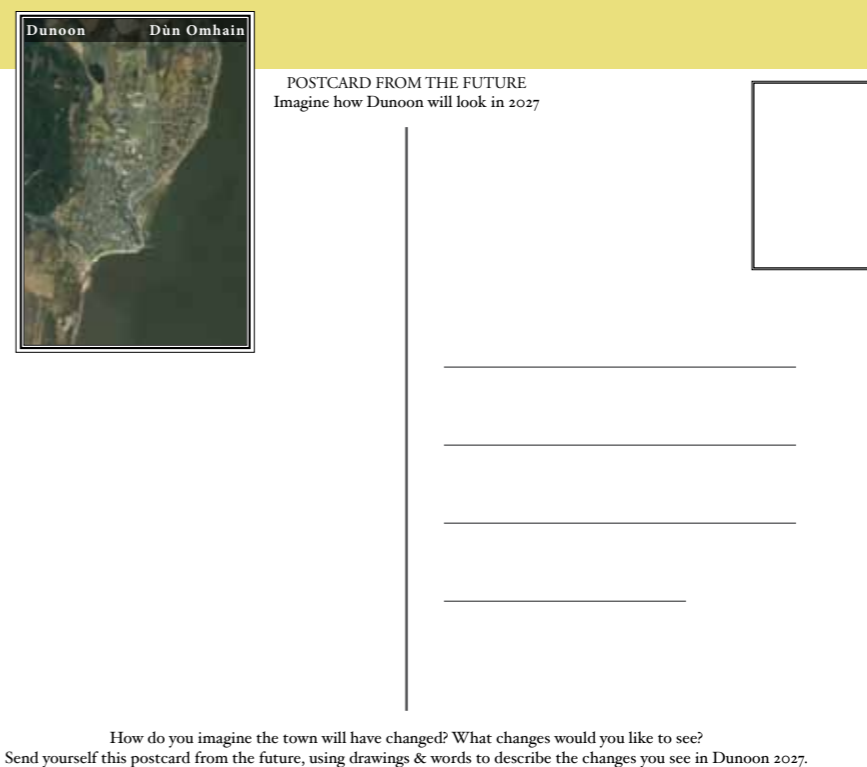 Dunoon Dùn Omhain
POSTCARD FROM THE FUTURE
Imagine how Dunoon will look in 2027
How do you imagine the town will have changed? What changes would you like to see?
Send yourself this postcard from the future, using drawings & words to describe the changes you see in Dunoon 2027.